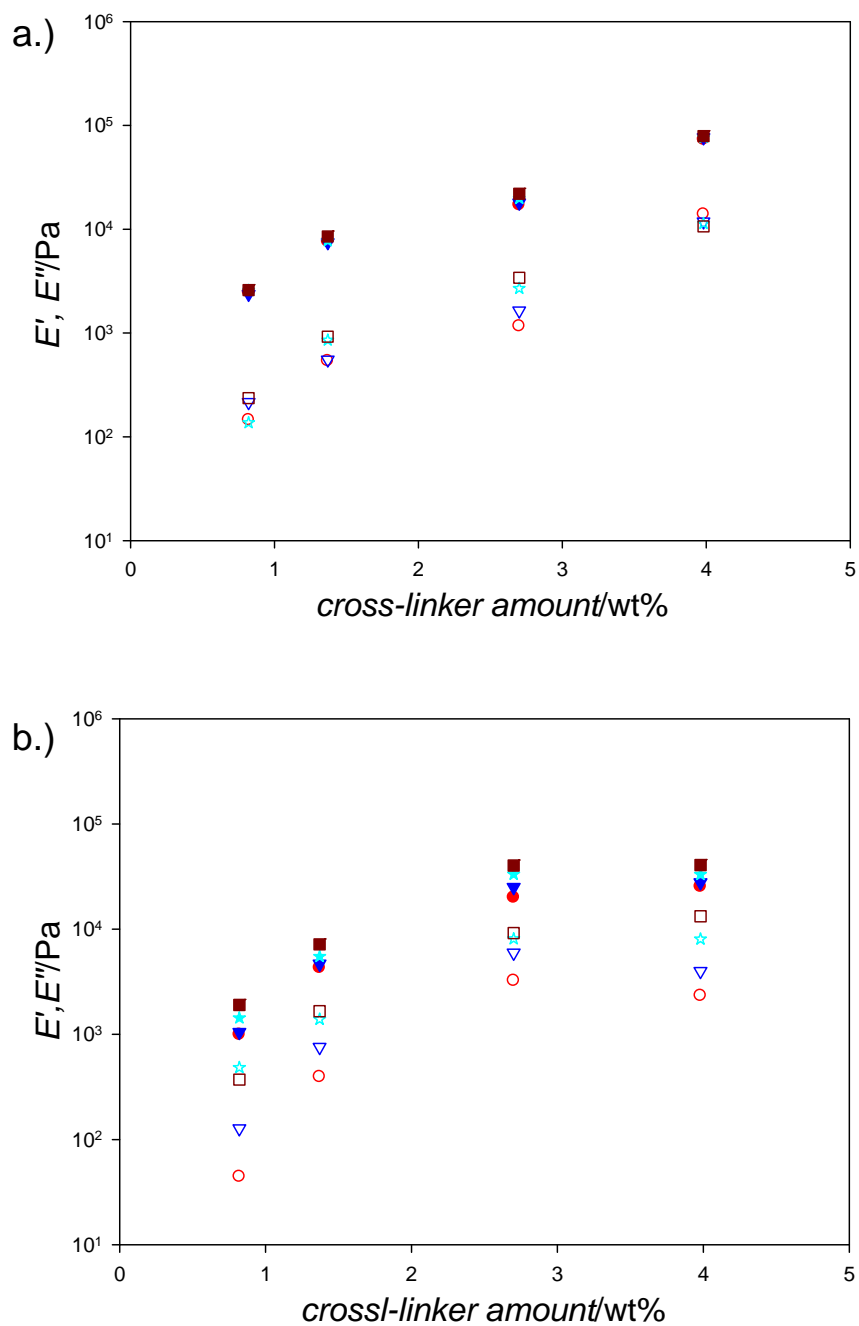 a.)
10⁶
10⁵
10⁴
10³
10²
10¹
E', E''/Pa
0 1 2 3 4 5
cross-linker amount/wt%
b.)
10⁶
10⁵
10⁴
10³
10²
10¹
E',E''/Pa
0 1 2 3 4 5
crossl-linker amount/wt%